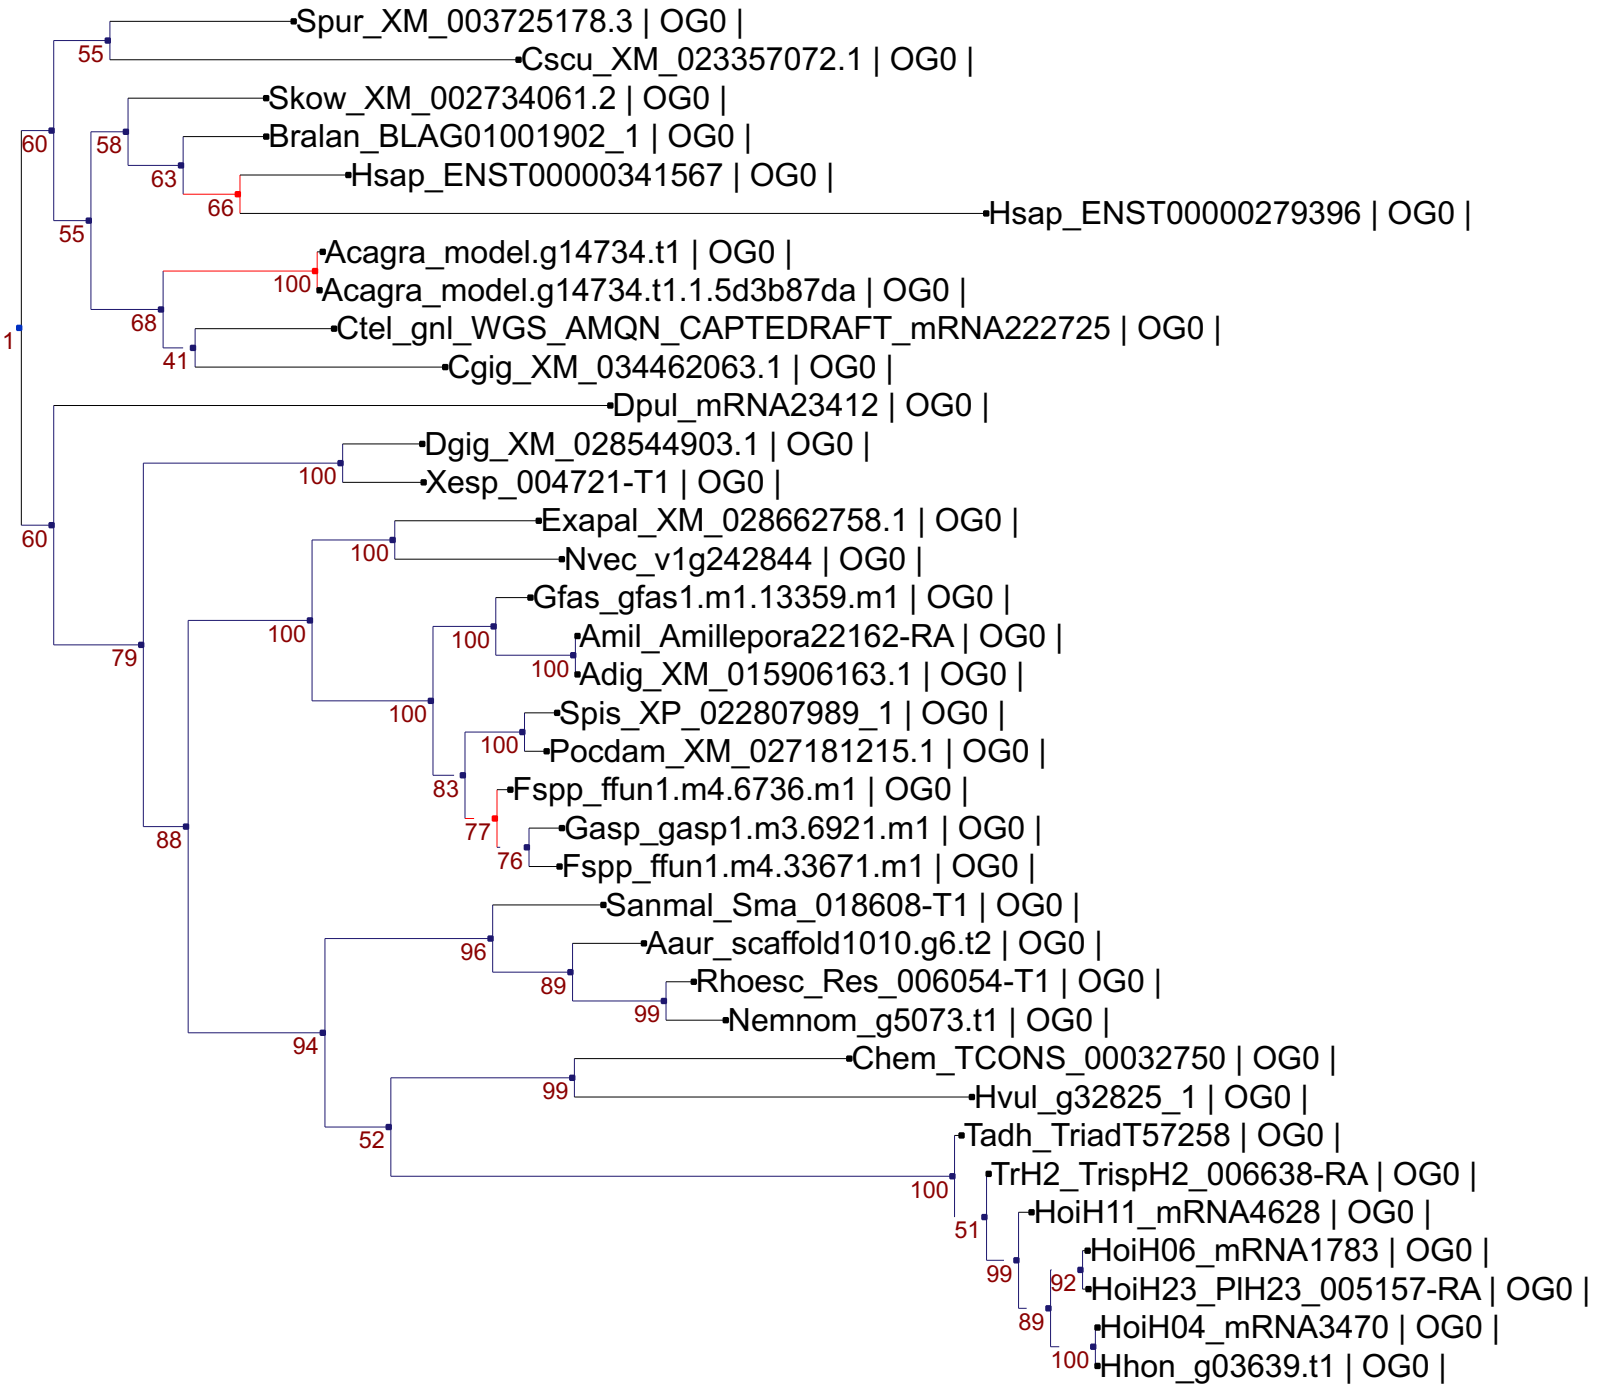 Spur_XM_003725178.3 | OG0 |
55
Cscu_XM_023357072.1 | OG0 |
Skow_XM_002734061.2 | OG0 |
60
58
Bralan_BLAG01001902_1 | OG0 |
63
Hsap_ENST00000341567 | OG0 |
66
Hsap_ENST00000279396 | OG0 |
55
Acagra_model.g14734.t1 | OG0 |
100
Acagra_model.g14734.t1.1.5d3b87da | OG0 |
68
Ctel_gnl_WGS_AMQN_CAPTEDRAFT_mRNA222725 | OG0 |
1
41
Cgig_XM_034462063.1 | OG0 |
Dpul_mRNA23412 | OG0 |
Dgig_XM_028544903.1 | OG0 |
100
Xesp_004721-T1 | OG0 |
Exapal_XM_028662758.1 | OG0 |
60
100
Nvec_v1g242844 | OG0 |
Gfas_gfas1.m1.13359.m1 | OG0 |
100
100
Amil_Amillepora22162-RA | OG0 |
79
100
Adig_XM_015906163.1 | OG0 |
100
Spis_XP_022807989_1 | OG0 |
100
Pocdam_XM_027181215.1 | OG0 |
83
Fspp_ffun1.m4.6736.m1 | OG0 |
77
Gasp_gasp1.m3.6921.m1 | OG0 |
88
76
Fspp_ffun1.m4.33671.m1 | OG0 |
Sanmal_Sma_018608-T1 | OG0 |
96
Aaur_scaffold1010.g6.t2 | OG0 |
89
Rhoesc_Res_006054-T1 | OG0 |
99
Nemnom_g5073.t1 | OG0 |
94
Chem_TCONS_00032750 | OG0 |
99
Hvul_g32825_1 | OG0 |
52
Tadh_TriadT57258 | OG0 |
100
TrH2_TrispH2_006638-RA | OG0 |
51
HoiH11_mRNA4628 | OG0 |
99
HoiH06_mRNA1783 | OG0 |
92
HoiH23_PlH23_005157-RA | OG0 |
89
HoiH04_mRNA3470 | OG0 |
100
Hhon_g03639.t1 | OG0 |